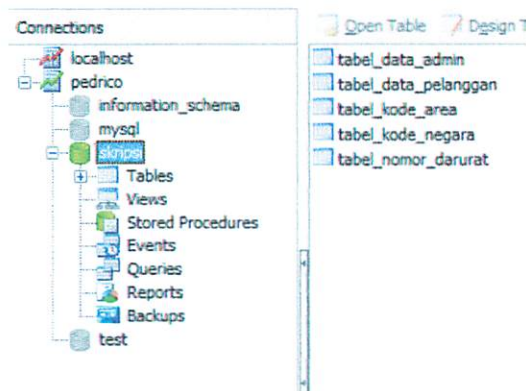 Connections
localhost
pedrico
information_schema
mysql
skripsi
Tables
Views
Stored Procedures
Events
Queries
Reports
Backups
test
Open Table Design T
tabel_data_admin
tabel_data_pelanggan
tabel_kode_area
tabel_kode_negara
tabel_nomor_darurat